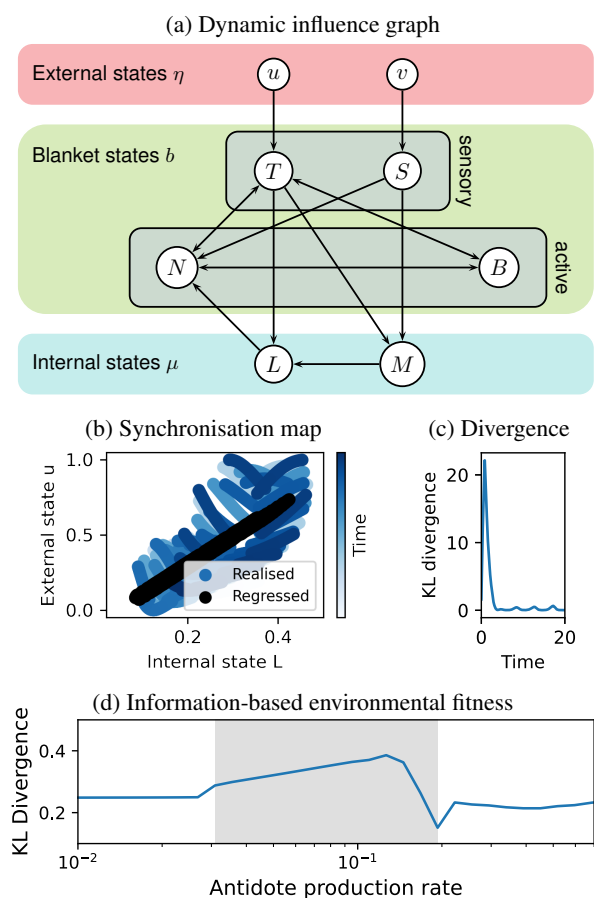 (a) Dynamic influence graph
External states η
u
v
Blanket states b
T
S
sensory
N
B
active
Internal states μ
L
M
(b) Synchronisation map
External state u
1.0
0.5
0.0
Realised
Regressed
0.2
0.4
Internal state L
Time
(c) Divergence
KL divergence
20
10
0
0
20
Time
(d) Information-based environmental fitness
KL Divergence
0.4
0.2
10⁻²
10⁻¹
Antidote production rate